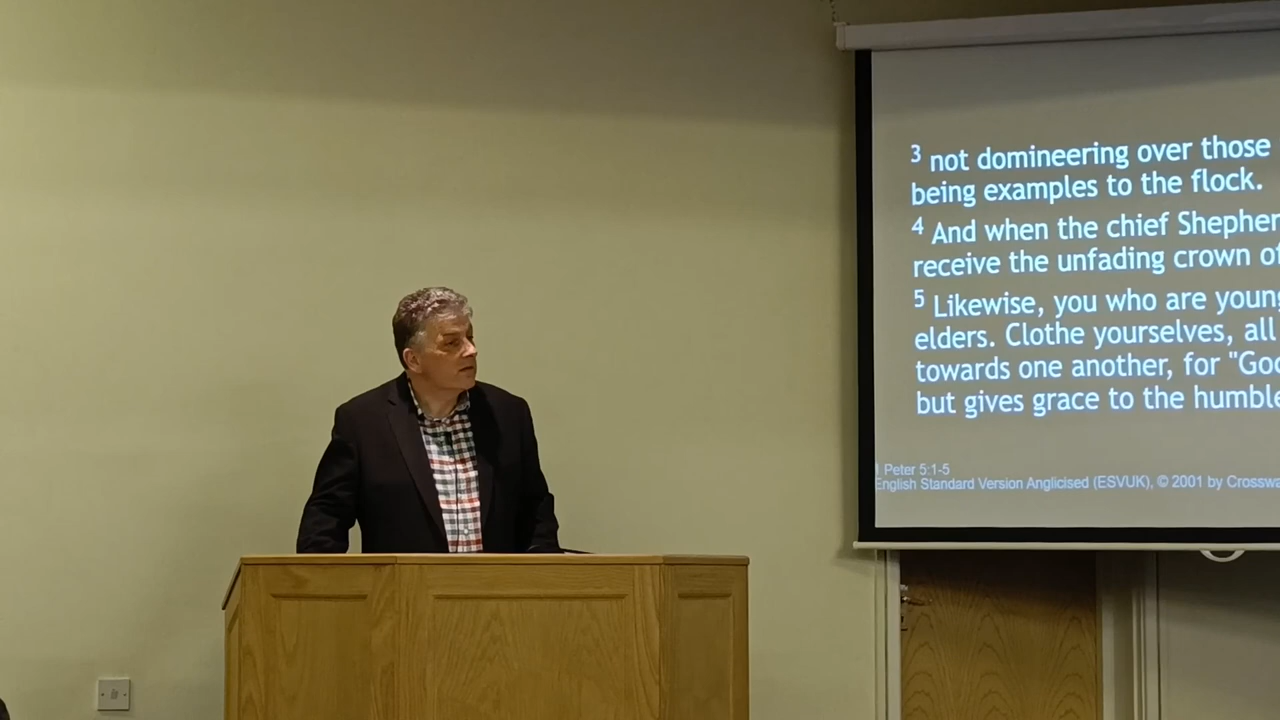 3 not domineering over those
being examples to the flock.
4 And when the chief Shepher
receive the unfading crown of
5 Likewise, you who are young
elders. Clothe yourselves, all
towards one another, for "God
but gives grace to the humble
1 Peter 5:1-5
English Standard Version Anglicised (ESVUK), © 2001 by Crosswa